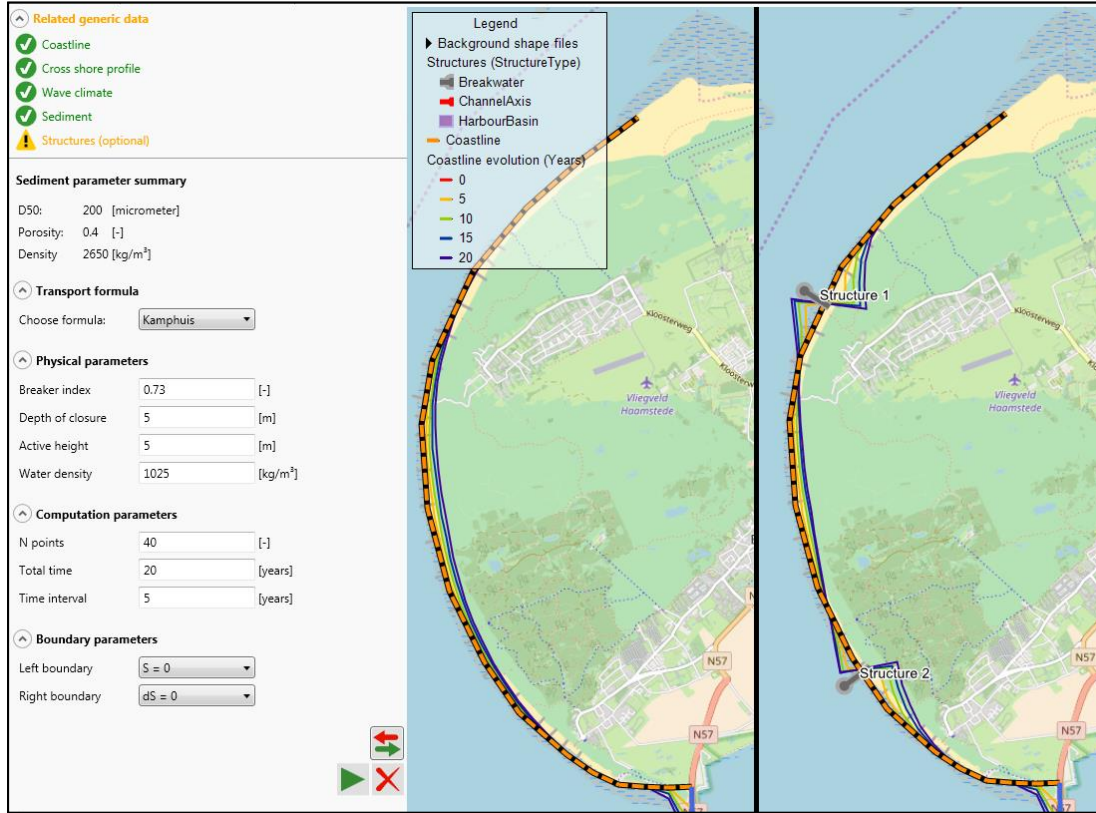 Related generic data
Coastline
Cross shore profile
Wave climate
Sediment
Structures (optional)
Sediment parameter summary
D50: 200 [micrometer]
Porosity: 0.4 [-]
Density 2650 [kg/m³]
Transport formula
Choose formula: Kamphuis
Physical parameters
Breaker index 0.73 [-]
Depth of closure 5 [m]
Active height 5 [m]
Water density 1025 [kg/m³]
Computation parameters
N points 40 [-]
Total time 20 [years]
Time interval 5 [years]
Boundary parameters
Left boundary S = 0
Right boundary dS = 0
Legend
Background shape files
Structures (StructureType)
Breakwater
ChannelAxis
HarbourBasin
Coastline
Coastline evolution (Years)
0
5
10
15
20
Kloosterweg
Vliegveld
Haamstede
N57
N57
Structure 1
Kloosterweg
Vliegveld
Haamstede
Structure 2
N57
N57